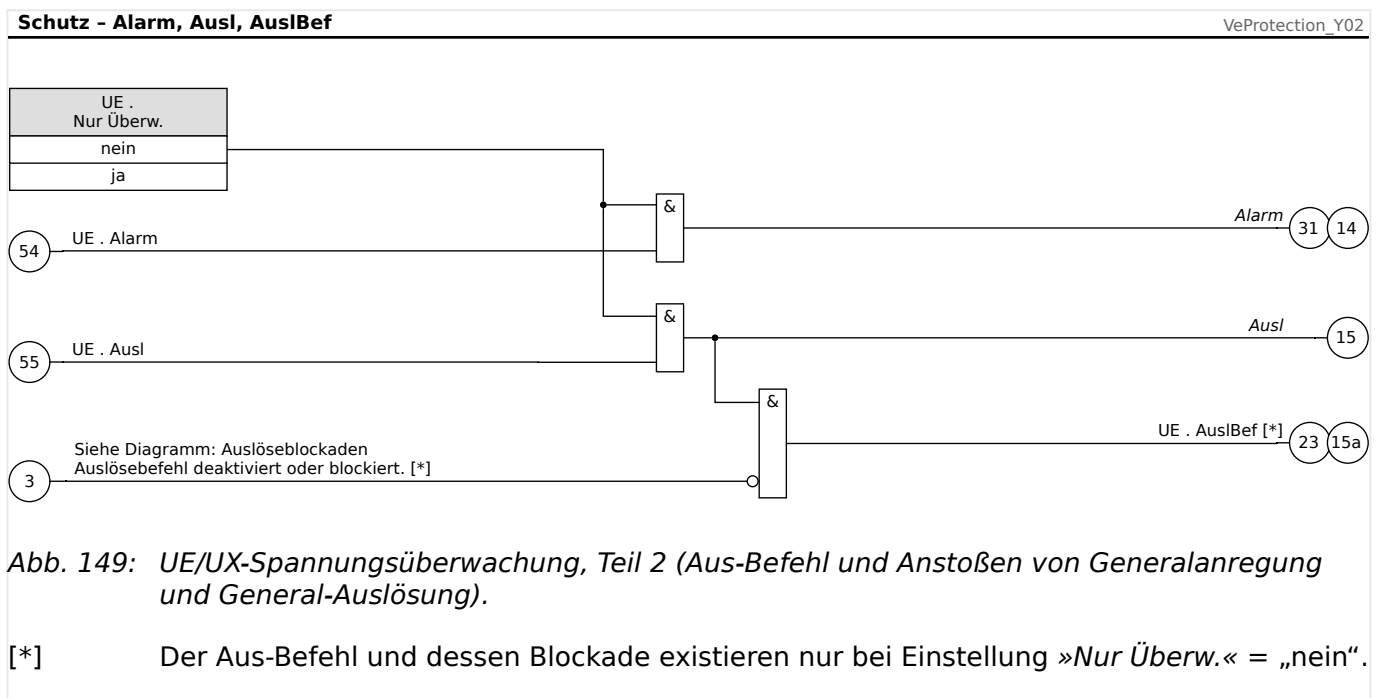 Schutz – Alarm, Ausl, AuslBef
VeProtection_Y02
UE .
Nur Überw.
nein
ja
&
Alarm
31
14
54
UE . Alarm
&
Ausl
15
55
UE . Ausl
&
UE . AuslBef [*]
23
15a
Siehe Diagramm: Auslöseblockaden
Auslösebefehl deaktiviert oder blockiert. [*]
3
Abb. 149: UE/UX-Spannungsüberwachung, Teil 2 (Aus-Befehl und Anstoßen von Generalanregung
und General-Auslösung).
[*] Der Aus-Befehl und dessen Blockade existieren nur bei Einstellung »Nur Überw.« = „nein“.